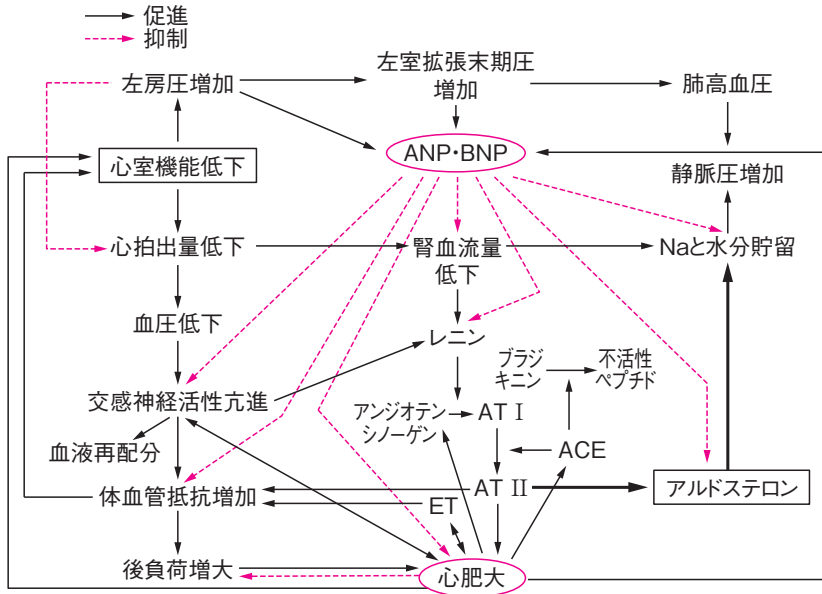 促進
抑制
左房圧増加
左室拡張末期圧
増加
肺高血圧
ANP・BNP
心室機能低下
静脈圧増加
心拍出量低下
腎血流量
低下
Naと水分貯留
血圧低下
レニン
ブラジ
キニン
不活性
ペプチド
交感神経活性亢進
アンジオテン
シノーゲン
AT Ⅰ
血液再配分
ACE
体血管抵抗増加
AT Ⅱ
アルドステロン
ET
後負荷増大
心肥大